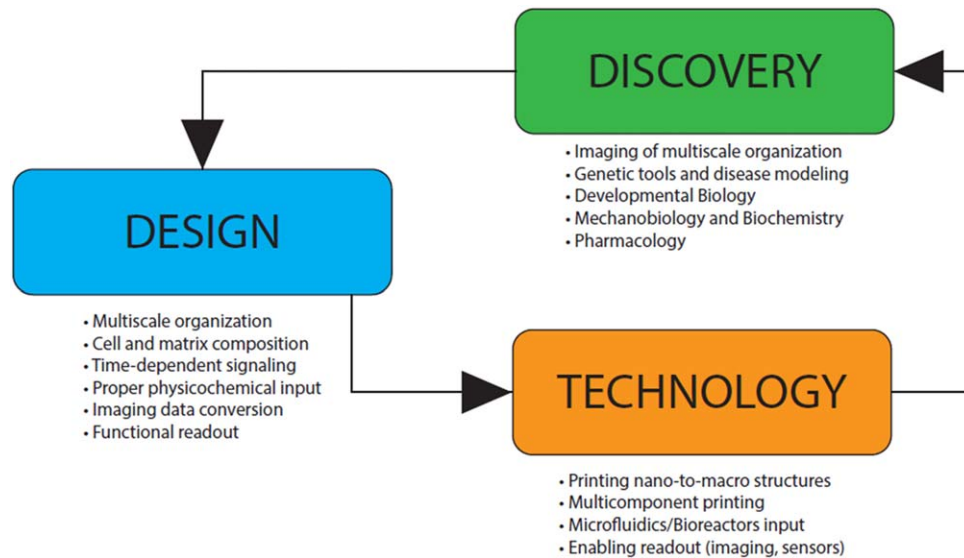 DISCOVERY
• Imaging of multiscale organization
• Genetic tools and disease modeling
• Developmental Biology
• Mechanobiology and Biochemistry
• Pharmacology
DESIGN
• Multiscale organization
• Cell and matrix composition
• Time-dependent signaling
• Proper physicochemical input
• Imaging data conversion
• Functional readout
TECHNOLOGY
• Printing nano-to-macro structures
• Multicomponent printing
• Microfluidics/Bioreactors input
• Enabling readout (imaging, sensors)